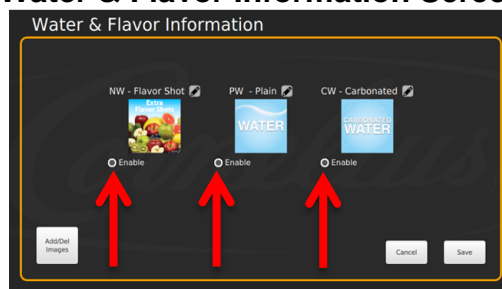 Water & Flavor Information Scree
Water & Flavor Information
NW - Flavor Shot
PW - Plain
CW - Carbonated
Extra
Flavor Shots
WATER
CARBONATED
WATER
Enable
Enable
Enable
Add/Del
Images
Cancel
Save